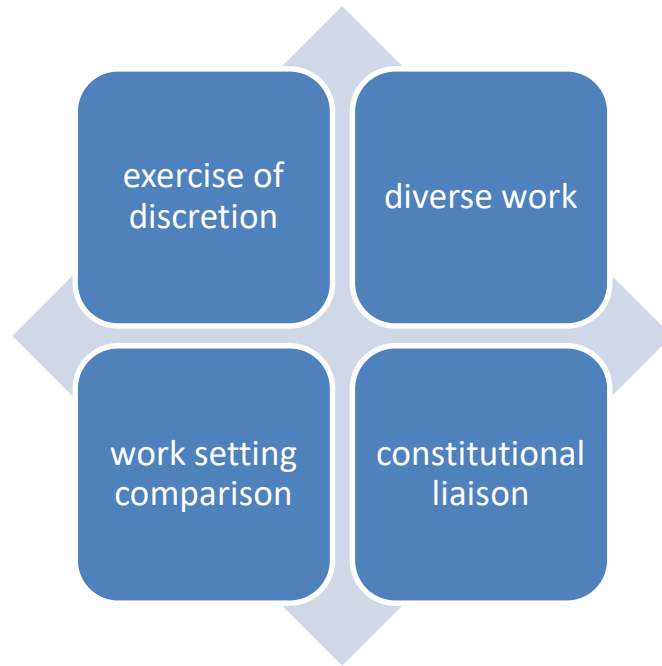 exercise of
discretion
diverse work
work setting
comparison
constitutional
liaison